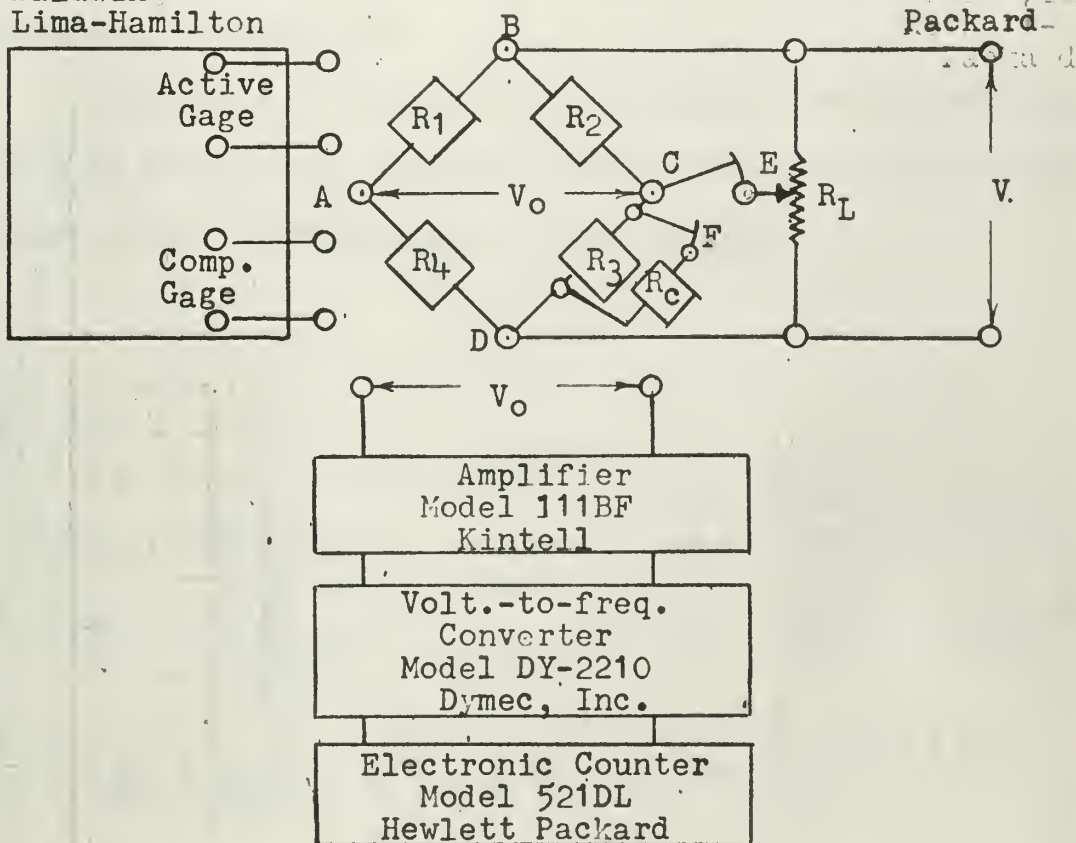 Lima-Hamilton
Packard
Active
Gage
Comp.
Gage
B
R1
R2
A
Vo
C
E
RL
V.
R4
R3
F
Rc
D
Vo
Amplifier
Model 111BF
Kintell
Volt.-to-freq.
Converter
Model DY-2210
Dymec, Inc.
Electronic Counter
Model 521DL
Hewlett Packard